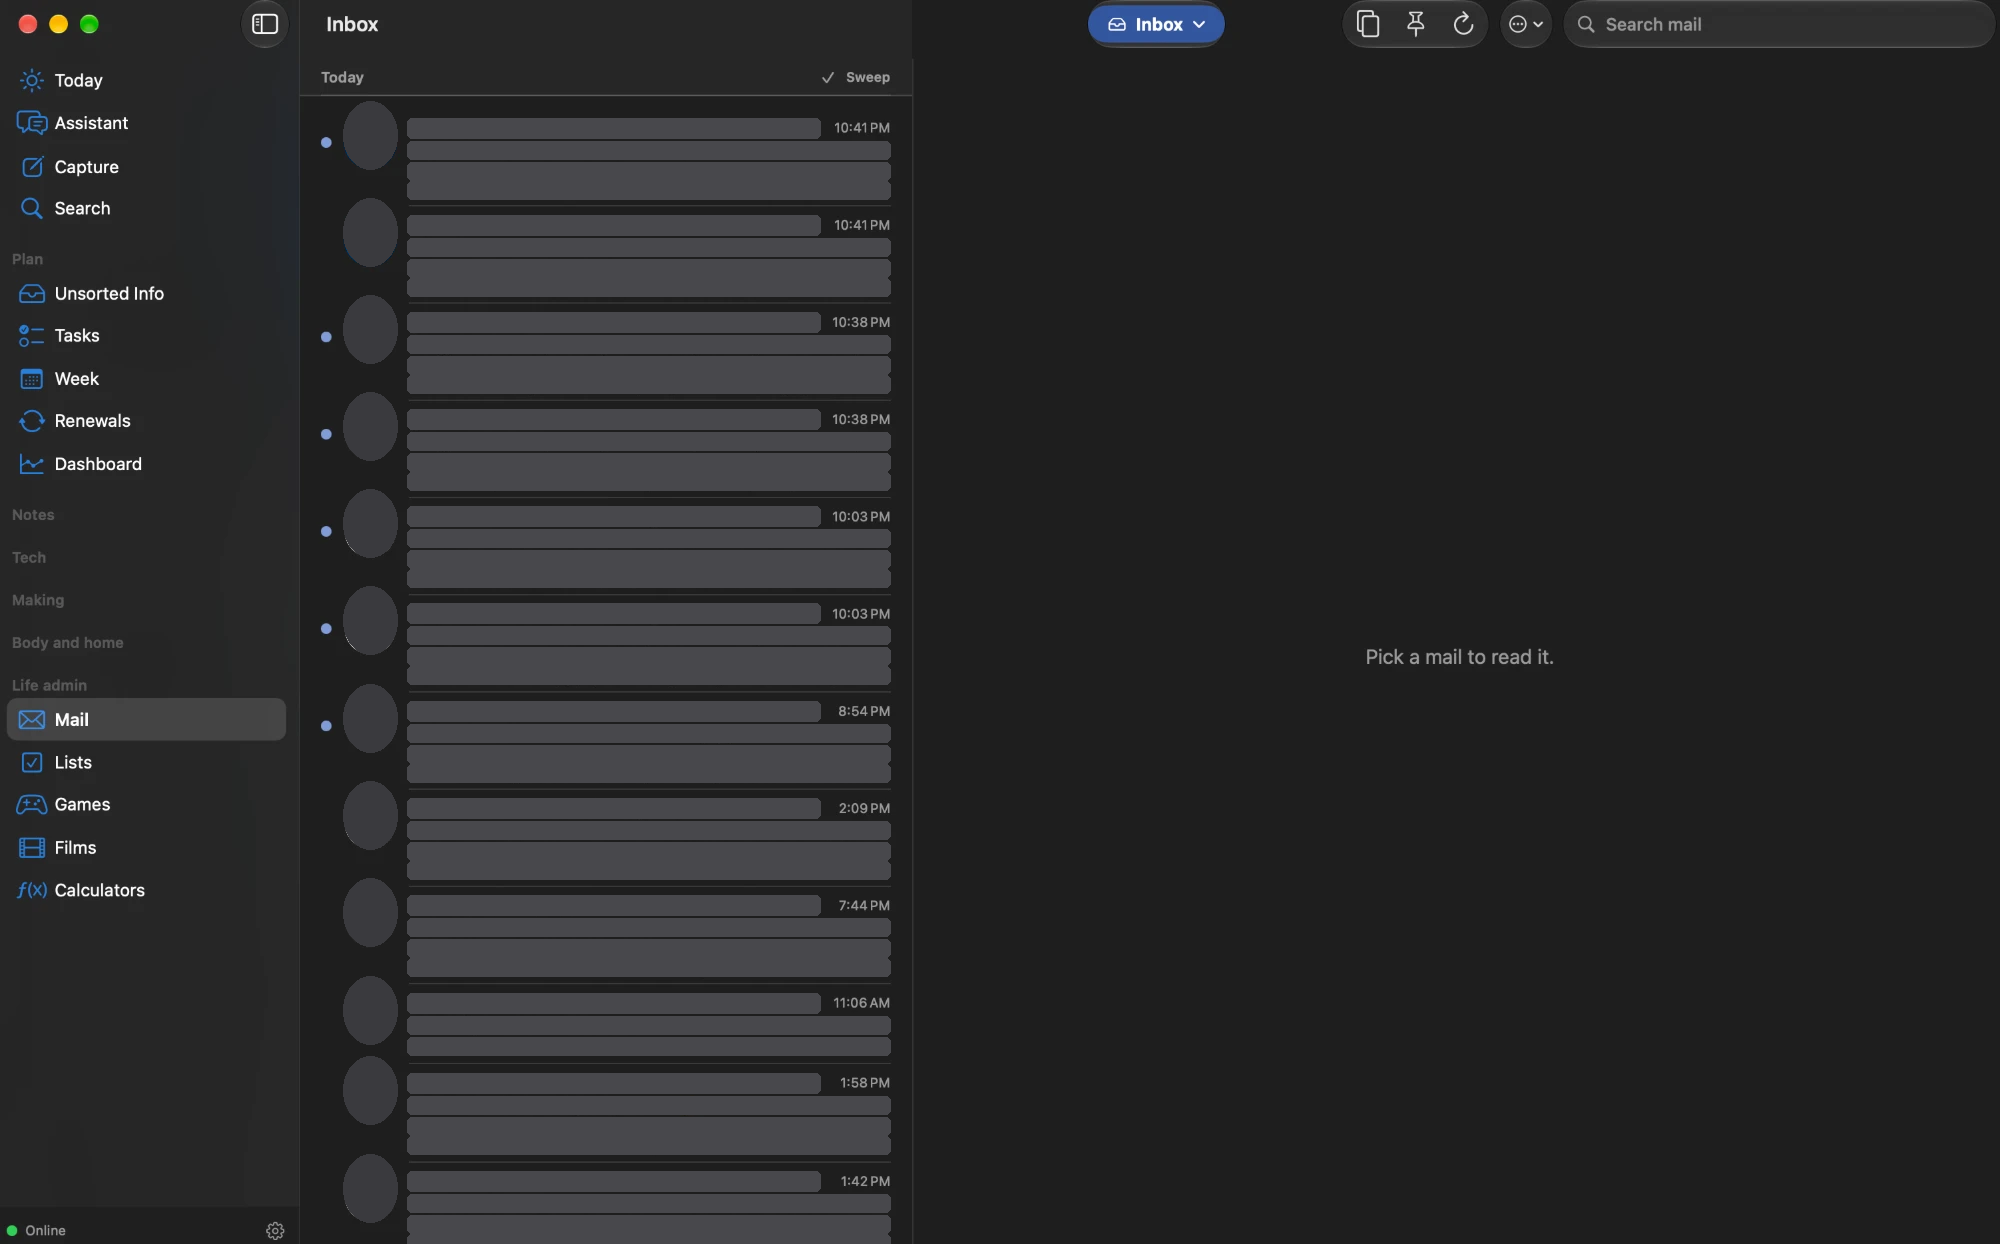 Inbox
Inbox
Search mail
Today
Assistant
Capture
Search
Plan
Unsorted Info
Tasks
Week
Renewals
Dashboard
Notes
Tech
Making
Body and home
Life admin
Mail
Lists
Games
Films
f(x) Calculators
Online
Today
Sweep
10:41 PM
10:41 PM
10:38 PM
10:38 PM
10:03 PM
10:03 PM
8:54 PM
2:09 PM
7:44 PM
11:06 AM
1:58 PM
1:42 PM
Pick a mail to read it.